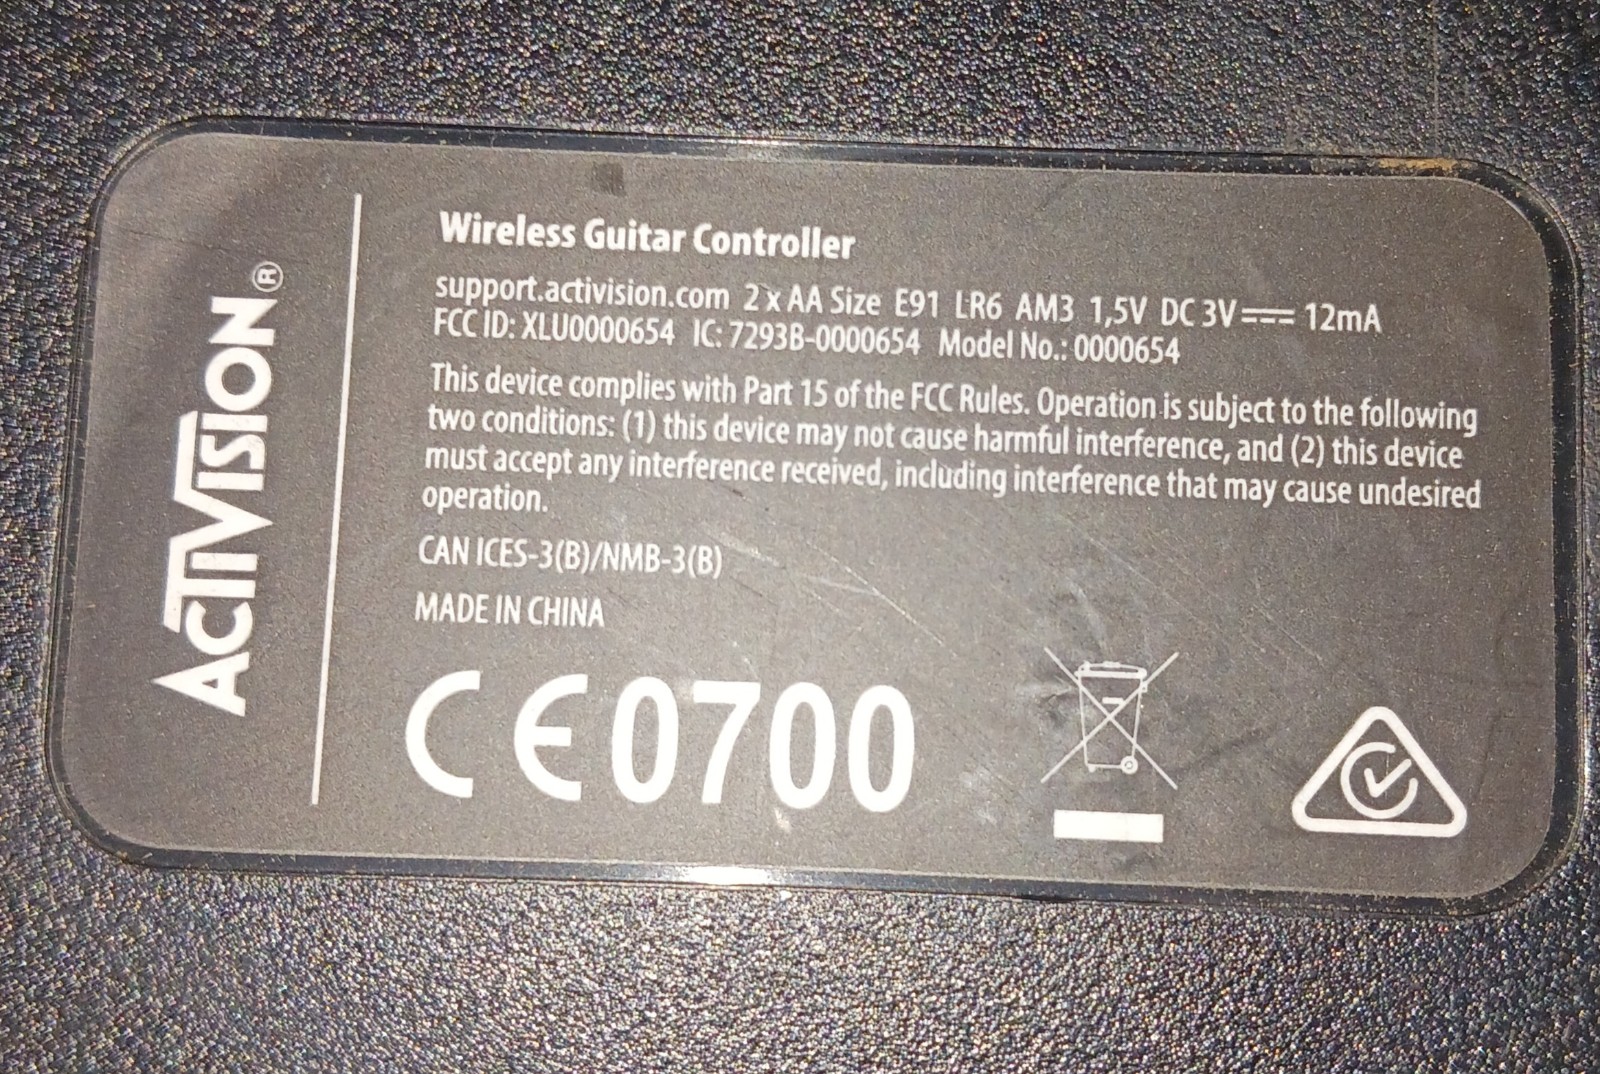 ACTIVISION®
Wireless Guitar Controller
support.activision.com 2 x AA Size E91 LR6 AM3 1,5V DC 3V⎓ 12mA
FCC ID: XLU0000654 IC: 7293B-0000654 Model No.: 0000654
This device complies with Part 15 of the FCC Rules. Operation is subject to the following
two conditions: (1) this device may not cause harmful interference, and (2) this device
must accept any interference received, including interference that may cause undesired
operation.
CAN ICES-3(B)/NMB-3(B)
MADE IN CHINA
CE0700